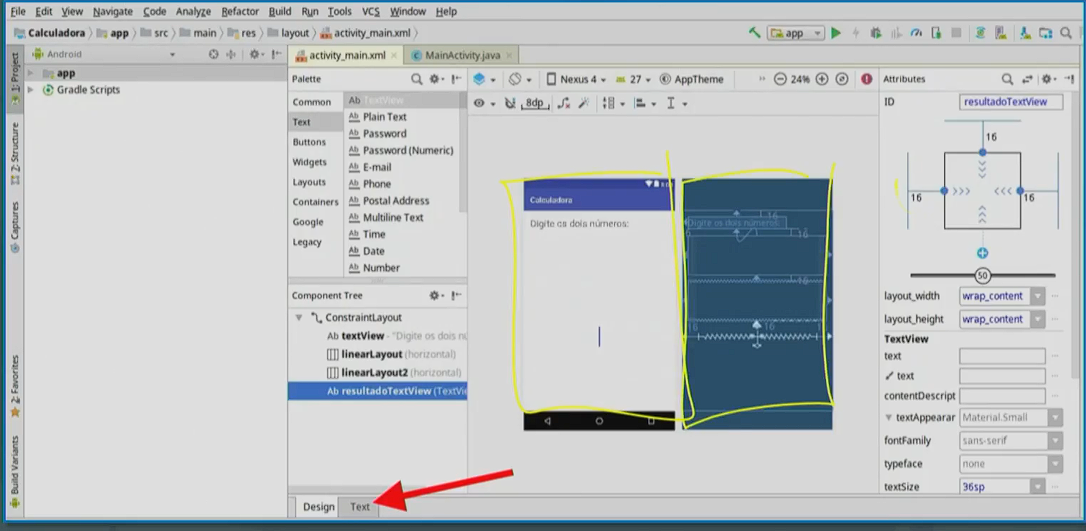 File Edit View Navigate Code Analyze Refactor Build Run Tools VCS Window Help
Calculadora app src main res layout activity_main.xml
app
1: Project
Android
activity_main.xml
MainActivity.java
app
Gradle Scripts
Palette
Nexus 4
27
AppTheme
24%
Attributes
Common
Text
Buttons
Widgets
Layouts
Containers
Google
Legacy
Ab TextView
Ab Plain Text
Ab Password
Ab Password (Numeric)
Ab E-mail
Ab Phone
Ab Postal Address
Ab Multiline Text
Ab Time
Ab Date
Ab Number
8dp
ID
resultadoTextView
16
16
16
50
Calculadora
Digite os dois números:
Digite os dois números:
16
16
16
16
16
Z: Structure
Captures
2: Favorites
Build Variants
Component Tree
ConstraintLayout
Ab textView - "Digite os dois
linearLayout (horizontal)
linearLayout2 (horizontal)
Ab resultadoTextView
layout_width wrap_content
layout_height wrap_content
TextView
text
text
contentDescript
textAppearar Material.Small
fontFamily sans-serif
typeface none
textSize 36sp
Design
Text